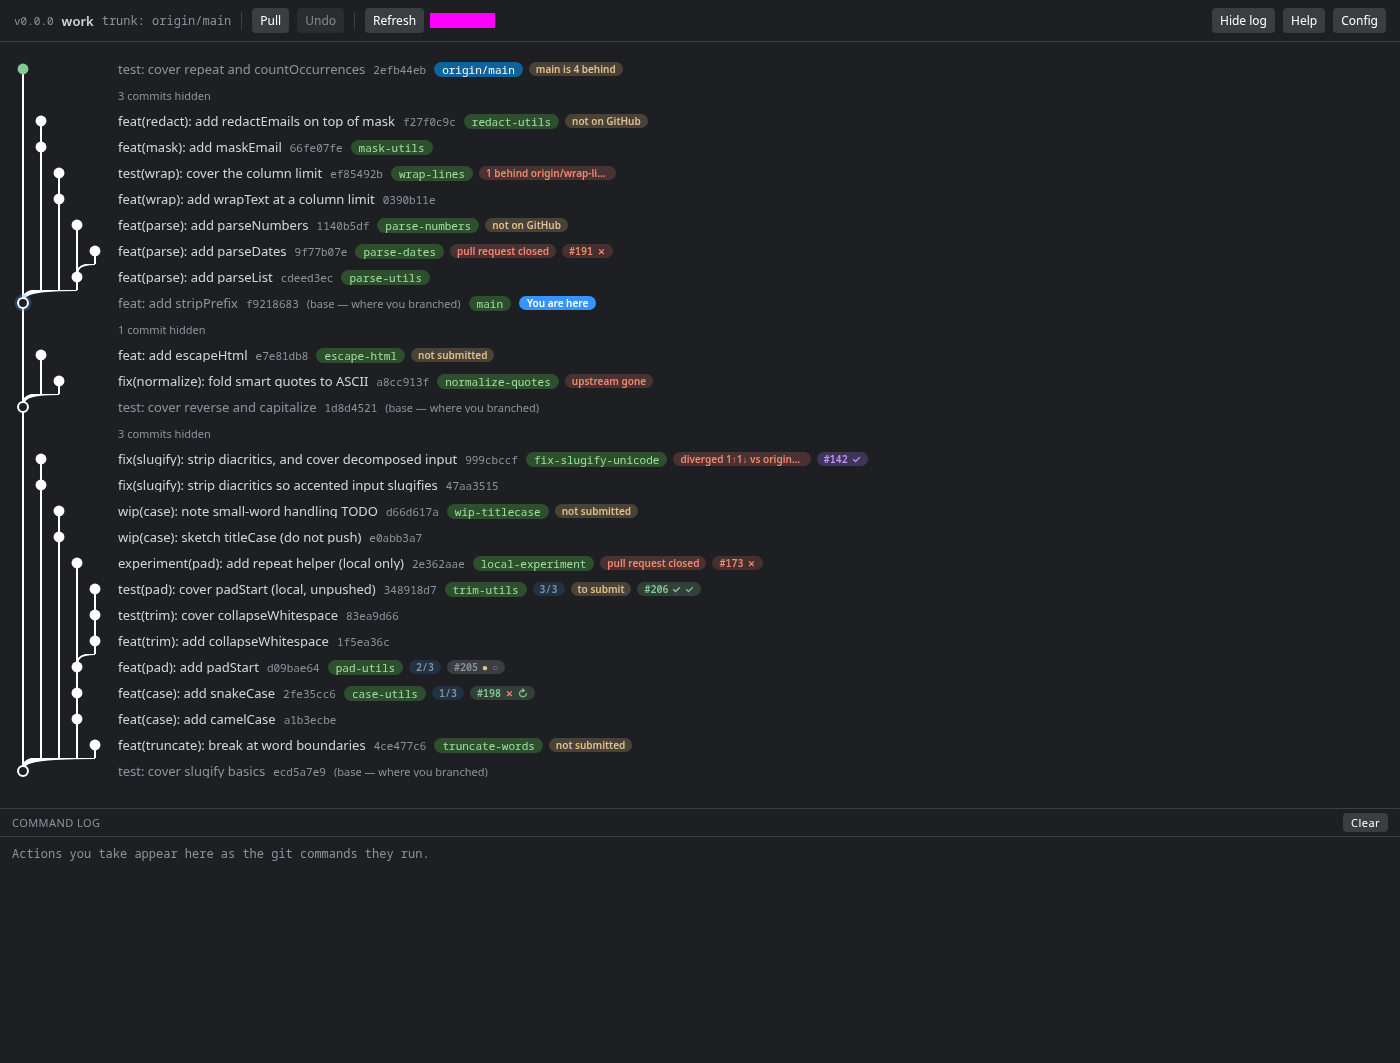 v0.0.0 work trunk: origin/main Pull Undo Refresh Hide log Help Config
test: cover repeat and countOccurrences 2efb44eb origin/main main is 4 behind
3 commits hidden
feat(redact): add redactEmails on top of mask f27f0c9c redact-utils not on GitHub
feat(mask): add maskEmail 66fe07fe mask-utils
test(wrap): cover the column limit ef85492b wrap-lines 1 behind origin/wrap-li…
feat(wrap): add wrapText at a column limit 0390b11e
feat(parse): add parseNumbers 1140b5df parse-numbers not on GitHub
feat(parse): add parseDates 9f77b07e parse-dates pull request closed #191 ×
feat(parse): add parseList cdeed3ec parse-utils
feat: add stripPrefix f9218683 (base — where you branched) main You are here
1 commit hidden
feat: add escapeHtml e7e81db8 escape-html not submitted
fix(normalize): fold smart quotes to ASCII a8cc913f normalize-quotes upstream gone
test: cover reverse and capitalize 1d8d4521 (base — where you branched)
3 commits hidden
fix(slugify): strip diacritics, and cover decomposed input 999cbccf fix-slugify-unicode diverged 1↑1↓ vs origin… #142 ✓
fix(slugify): strip diacritics so accented input slugifies 47aa3515
wip(case): note small-word handling TODO d66d617a wip-titlecase not submitted
wip(case): sketch titleCase (do not push) e0abb3a7
experiment(pad): add repeat helper (local only) 2e362aae local-experiment pull request closed #173 ×
test(pad): cover padStart (local, unpushed) 348918d7 trim-utils 3/3 to submit #206 ✓ ✓
test(trim): cover collapseWhitespace 83ea9d66
feat(trim): add collapseWhitespace 1f5ea36c
feat(pad): add padStart d09bae64 pad-utils 2/3 #205 ● ○
feat(case): add snakeCase 2fe35cc6 case-utils 1/3 #198 × ↻
feat(case): add camelCase a1b3ecbe
feat(truncate): break at word boundaries 4ce477c6 truncate-words not submitted
test: cover slugify basics ecd5a7e9 (base — where you branched)
COMMAND LOG Clear
Actions you take appear here as the git commands they run.